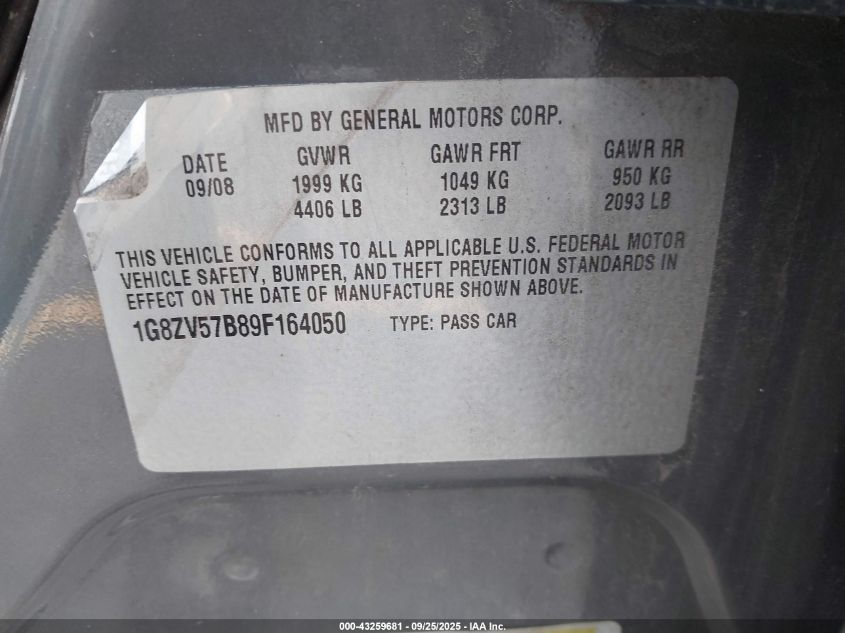 MFD BY GENERAL MOTORS CORP.
DATE GVWR GAWR FRT GAWR RR
09/08 1999 KG 1049 KG 950 KG
4406 LB 2313 LB 2093 LB
THIS VEHICLE CONFORMS TO ALL APPLICABLE U.S. FEDERAL MOTOR
VEHICLE SAFETY, BUMPER, AND THEFT PREVENTION STANDARDS IN
EFFECT ON THE DATE OF MANUFACTURE SHOWN ABOVE.
1G8ZV57B89F164050 TYPE: PASS CAR
000-43259681 - 09/25/2025 - IAA Inc.